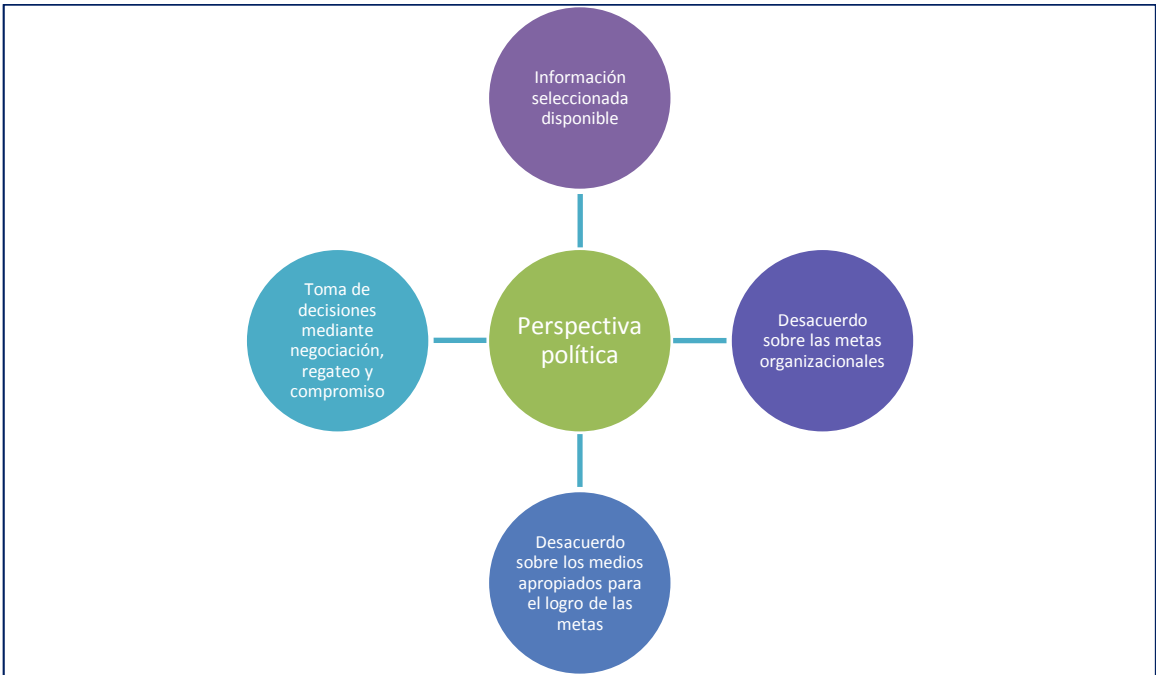 Información
seleccionada
disponible
Toma de
decisiones
mediante
negociación,
regateo y
compromiso
Perspectiva
política
Desacuerdo
sobre las metas
organizacionales
Desacuerdo
sobre los medios
apropiados para
el logro de las
metas